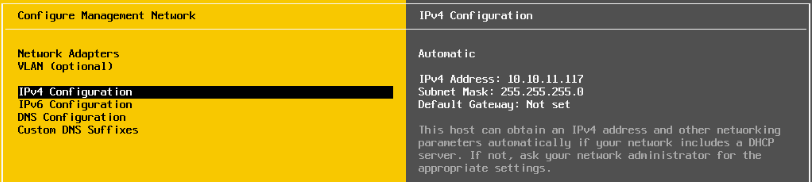 Configure Management Network
Network Adapters
VLAN (optional)
IPv4 Configuration
IPv6 Configuration
DNS Configuration
Custom DNS Suffixes
IPv4 Configuration
Automatic
IPv4 Address: 10.10.11.117
Subnet Mask: 255.255.255.0
Default Gateway: Not set
This host can obtain an IPv4 address and other networking
parameters automatically if your network includes a DHCP
server. If not, ask your network administrator for the
appropriate settings.